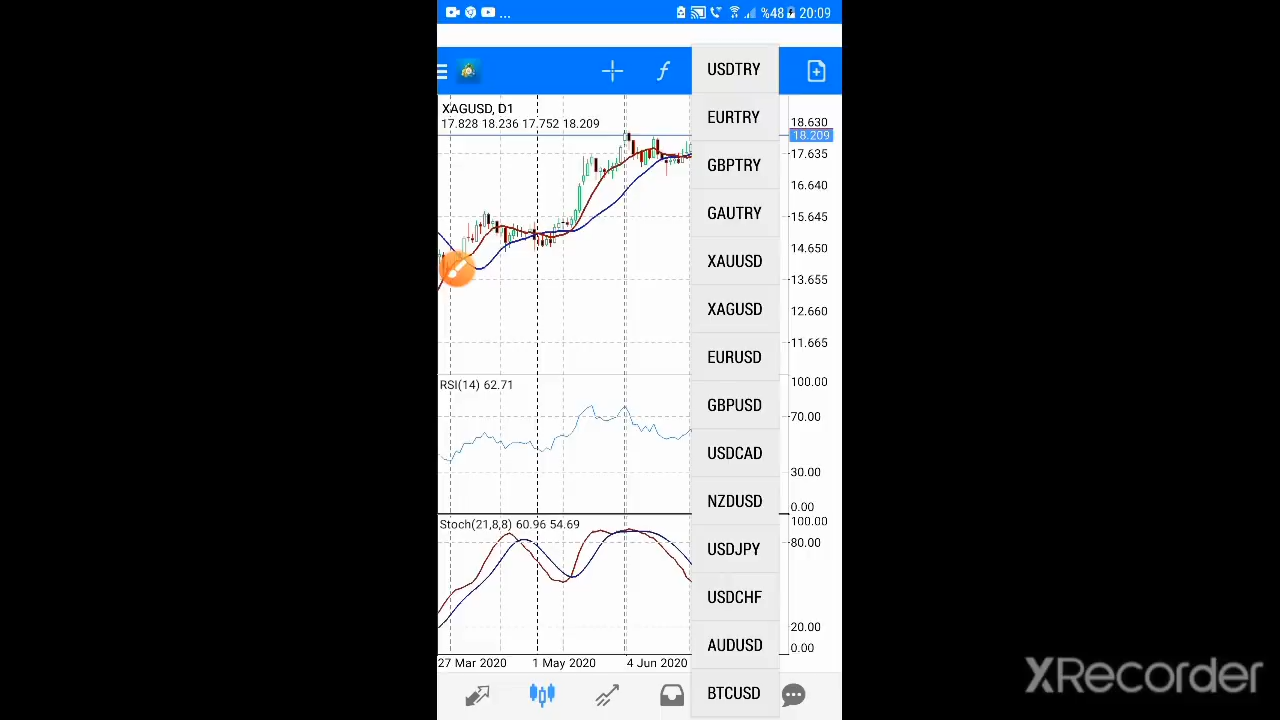 ... %48 20:09
f
XAGUSD, D1
17.828 18.236 17.752 18.209
18.630
18.209
17.635
16.640
15.645
14.650
13.655
12.660
11.665
USDTRY
EURTRY
GBPTRY
GAUTRY
XAUUSD
XAGUSD
EURUSD
GBPUSD
USDCAD
NZDUSD
USDJPY
USDCHF
AUDUSD
BTCUSD
RSI(14) 62.71
100.00
70.00
30.00
0.00
Stoch(21,8,8) 60.96 54.69
100.00
80.00
20.00
0.00
27 Mar 2020 1 May 2020 4 Jun 2020
XRecorder